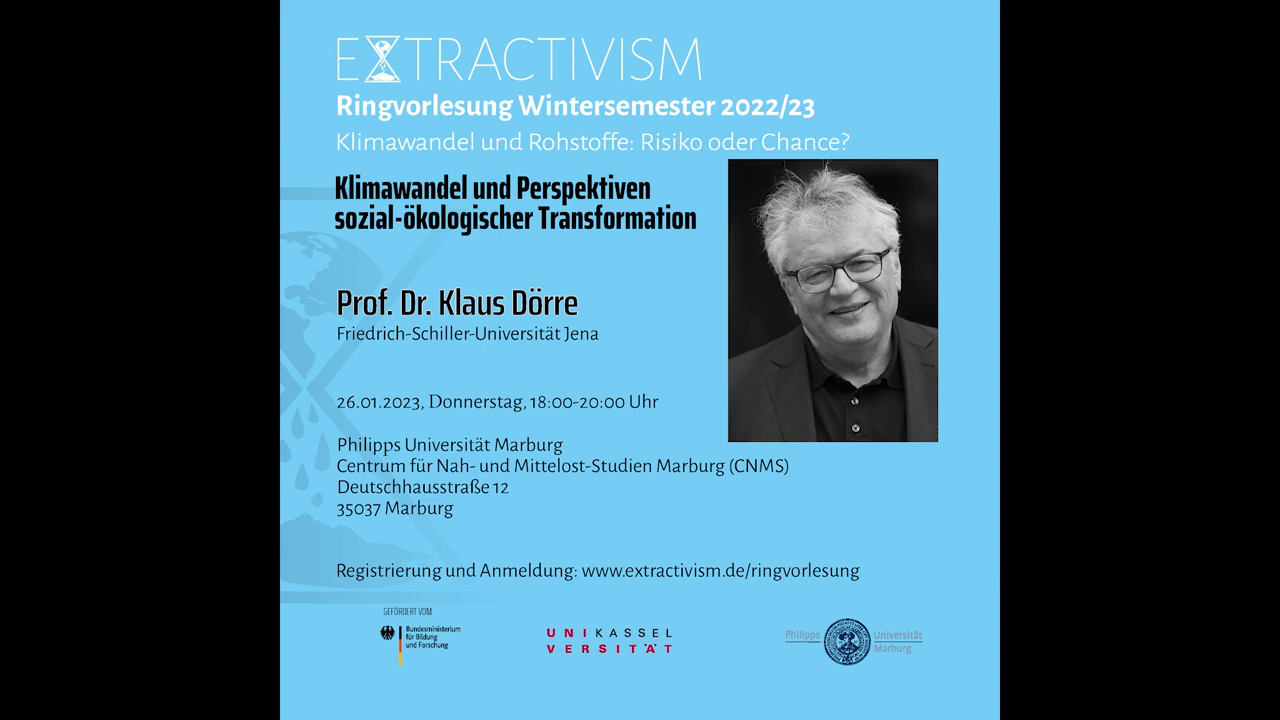 EXTRACTIVISM
Ringvorlesung Wintersemester 2022/23
Klimawandel und Rohstoffe: Risiko oder Chance?
Klimawandel und Perspektiven
sozial-ökologischer Transformation
Prof. Dr. Klaus Dörre
Friedrich-Schiller-Universität Jena
26.01.2023, Donnerstag, 18:00-20:00 Uhr
Philipps Universität Marburg
Centrum für Nah- und Mittelost-Studien Marburg (CNMS)
Deutschhausstraße 12
35037 Marburg
Registrierung und Anmeldung: www.extractivism.de/ringvorlesung
GEFÖRDERT VOM
Bundesministerium
für Bildung
und Forschung
UNIKASSEL
VERSITÄT
Philipps Universität
Marburg